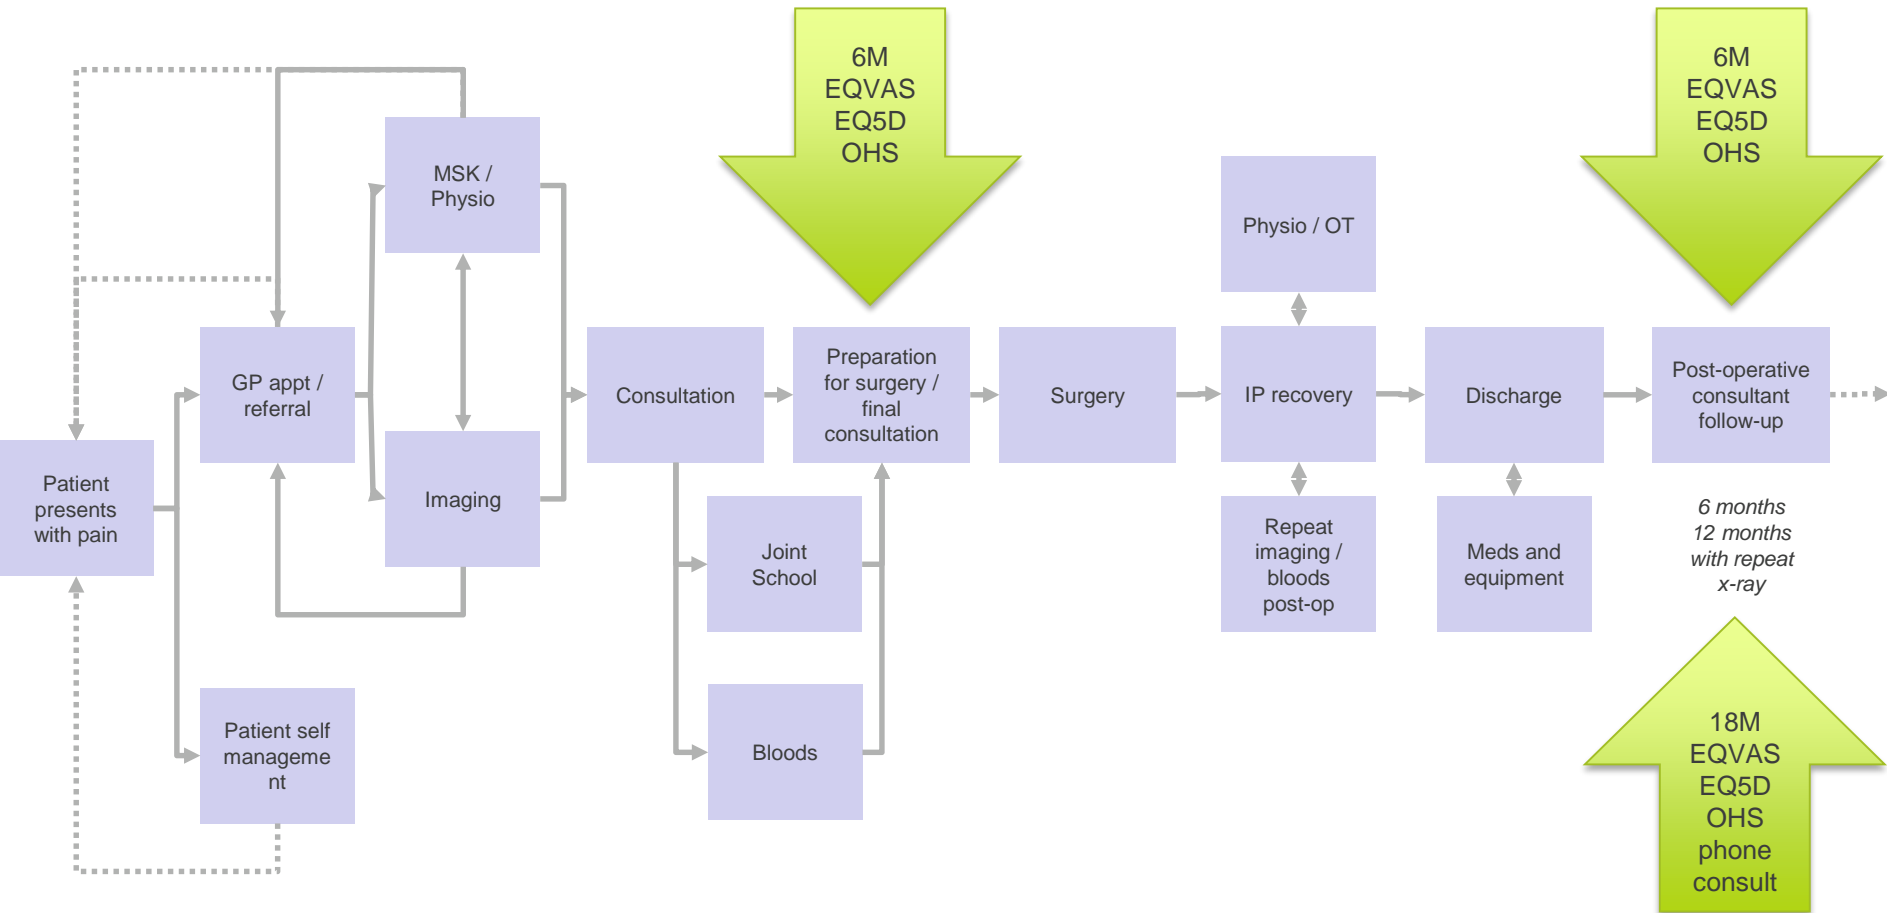 6M
EQVAS
EQ5D
OHS
6M
EQVAS
EQ5D
OHS
MSK /
Physio
Physio / OT
GP appt /
referral
Consultation
Preparation
for surgery /
final
consultation
Surgery
IP recovery
Discharge
Post-operative
consultant
follow-up
Patient
presents
with pain
Imaging
Joint
School
Repeat
imaging /
bloods
post-op
Meds and
equipment
6 months
12 months
with repeat
x-ray
Patient self
manageme
nt
Bloods
18M
EQVAS
EQ5D
OHS
phone
consult